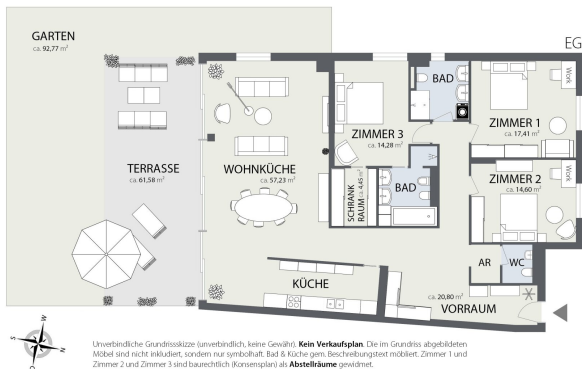 GARTEN
ca. 92,77 m²
EG
BAD
Work
ZIMMER 1
ca. 17,41 m²
ZIMMER 3
ca. 14,28 m²
TERRASSE
ca. 61,58 m²
WOHNKÜCHE
ca. 57,23 m²
SCHRANK
RAUM ca. 4,45 m²
BAD
ZIMMER 2
ca. 14,60 m²
Work
AR
WC
KÜCHE
ca. 20,80 m²
VORRAUM
W
S
N
O
Unverbindliche Grundrissskizze (unverbindlich, keine Gewähr). Kein Verkaufsplan. Die im Grundriss abgebildeten
Möbel sind nicht inkludiert, sondern nur symbolhaft. Bad & Küche gem. Beschreibungstext möbliert. Zimmer 1 und
Zimmer 2 und Zimmer 3 sind baurechtlich (Konsensplan) als Abstellräume gewidmet.